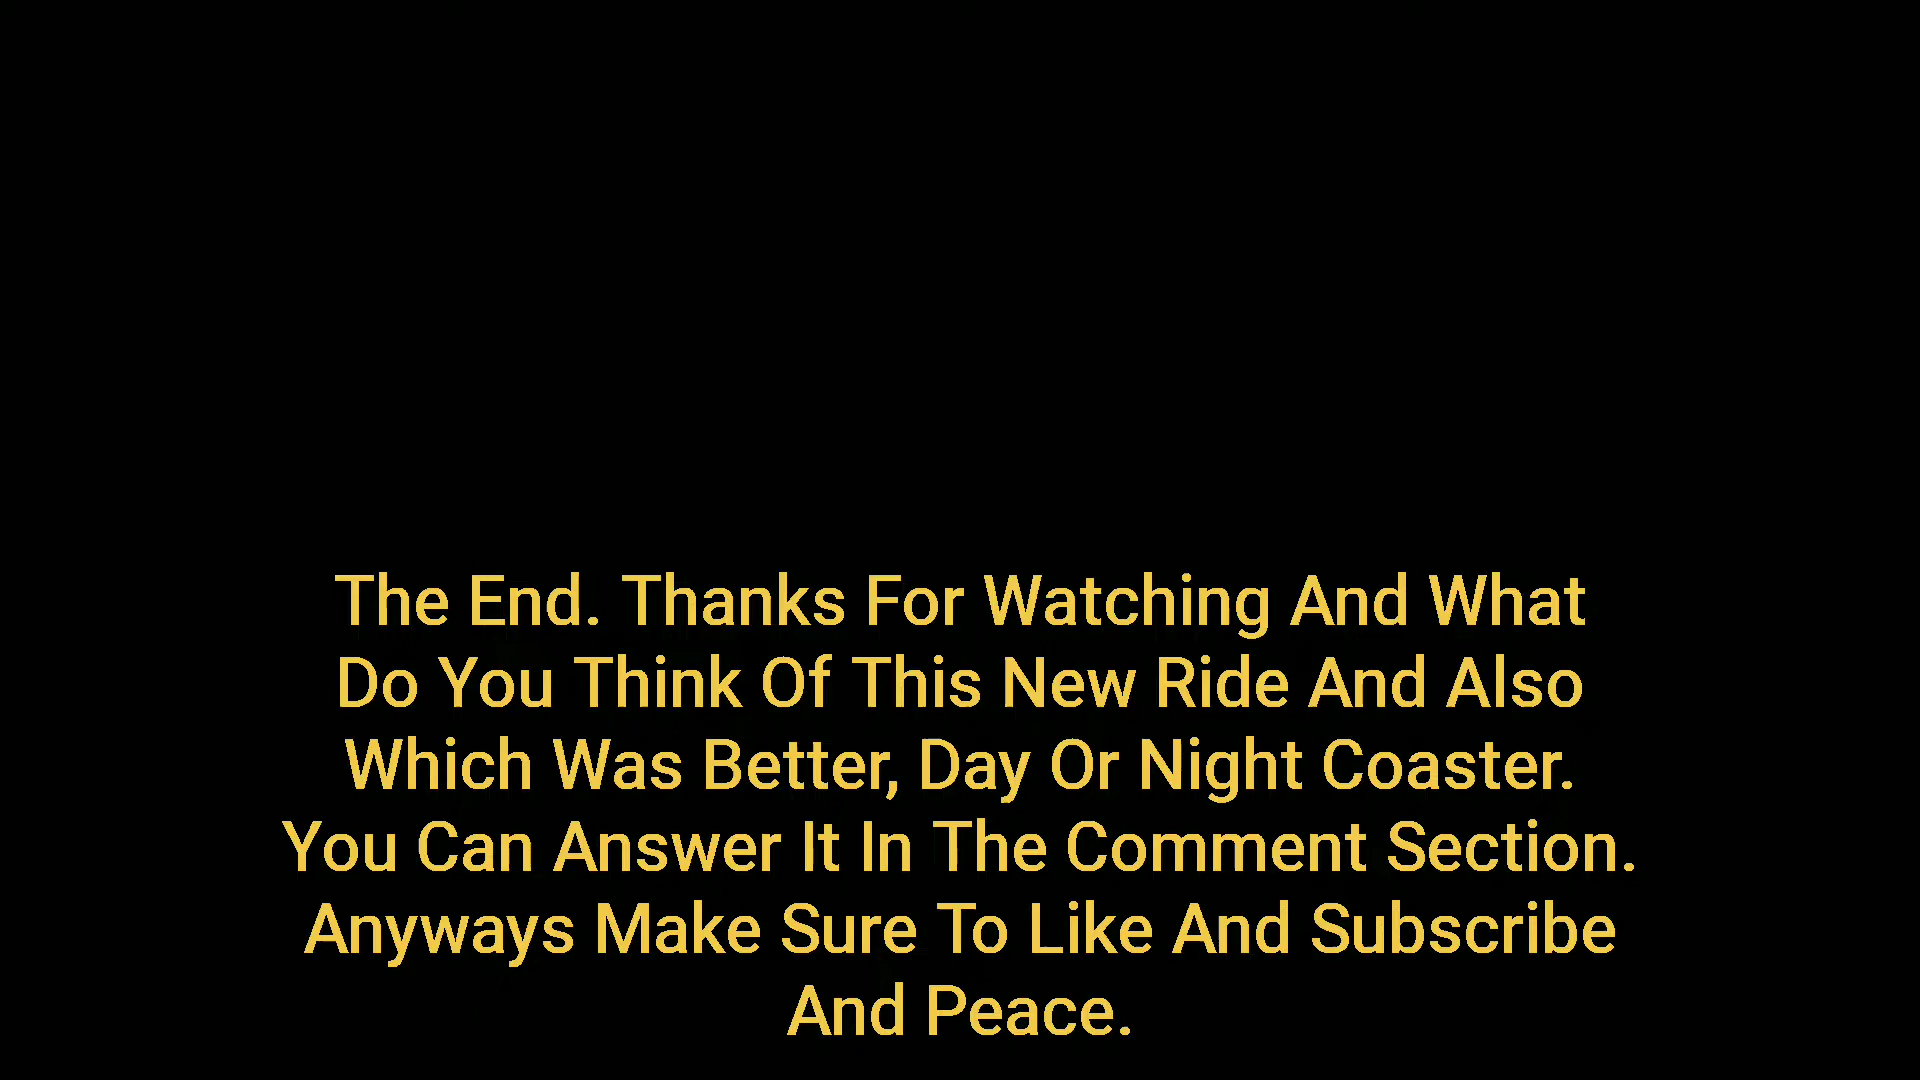 The End. Thanks For Watching And What
Do You Think Of This New Ride And Also
Which Was Better, Day Or Night Coaster.
You Can Answer It In The Comment Section.
Anyways Make Sure To Like And Subscribe
And Peace.